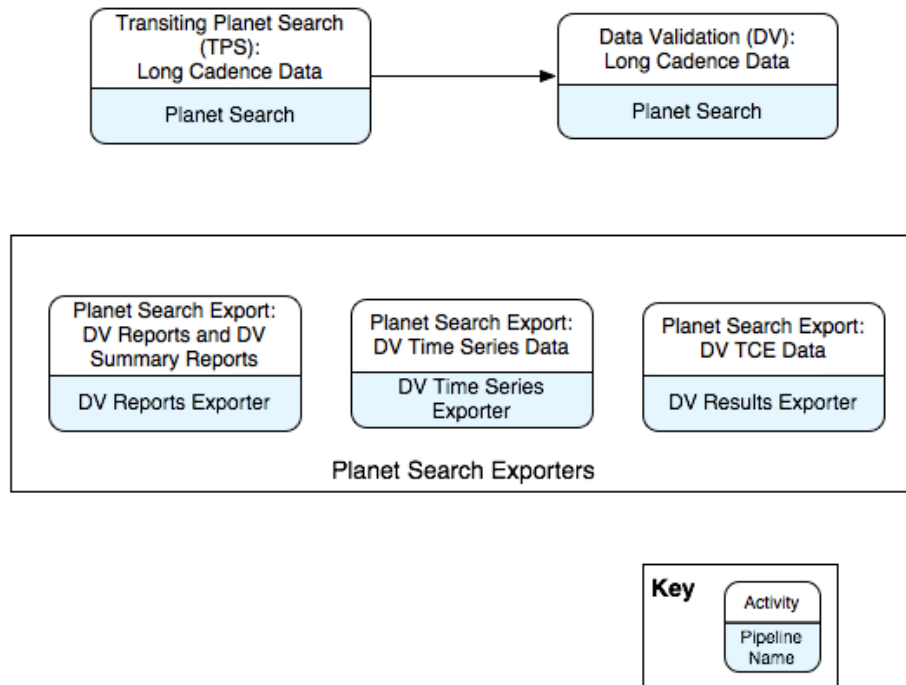 Transiting Planet Search
(TPS):
Long Cadence Data
Planet Search
Data Validation (DV):
Long Cadence Data
Planet Search
Planet Search Export:
DV Reports and DV
Summary Reports
DV Reports Exporter
Planet Search Export:
DV Time Series Data
DV Time Series
Exporter
Planet Search Export:
DV TCE Data
DV Results Exporter
Planet Search Exporters
Key
Activity
Pipeline
Name